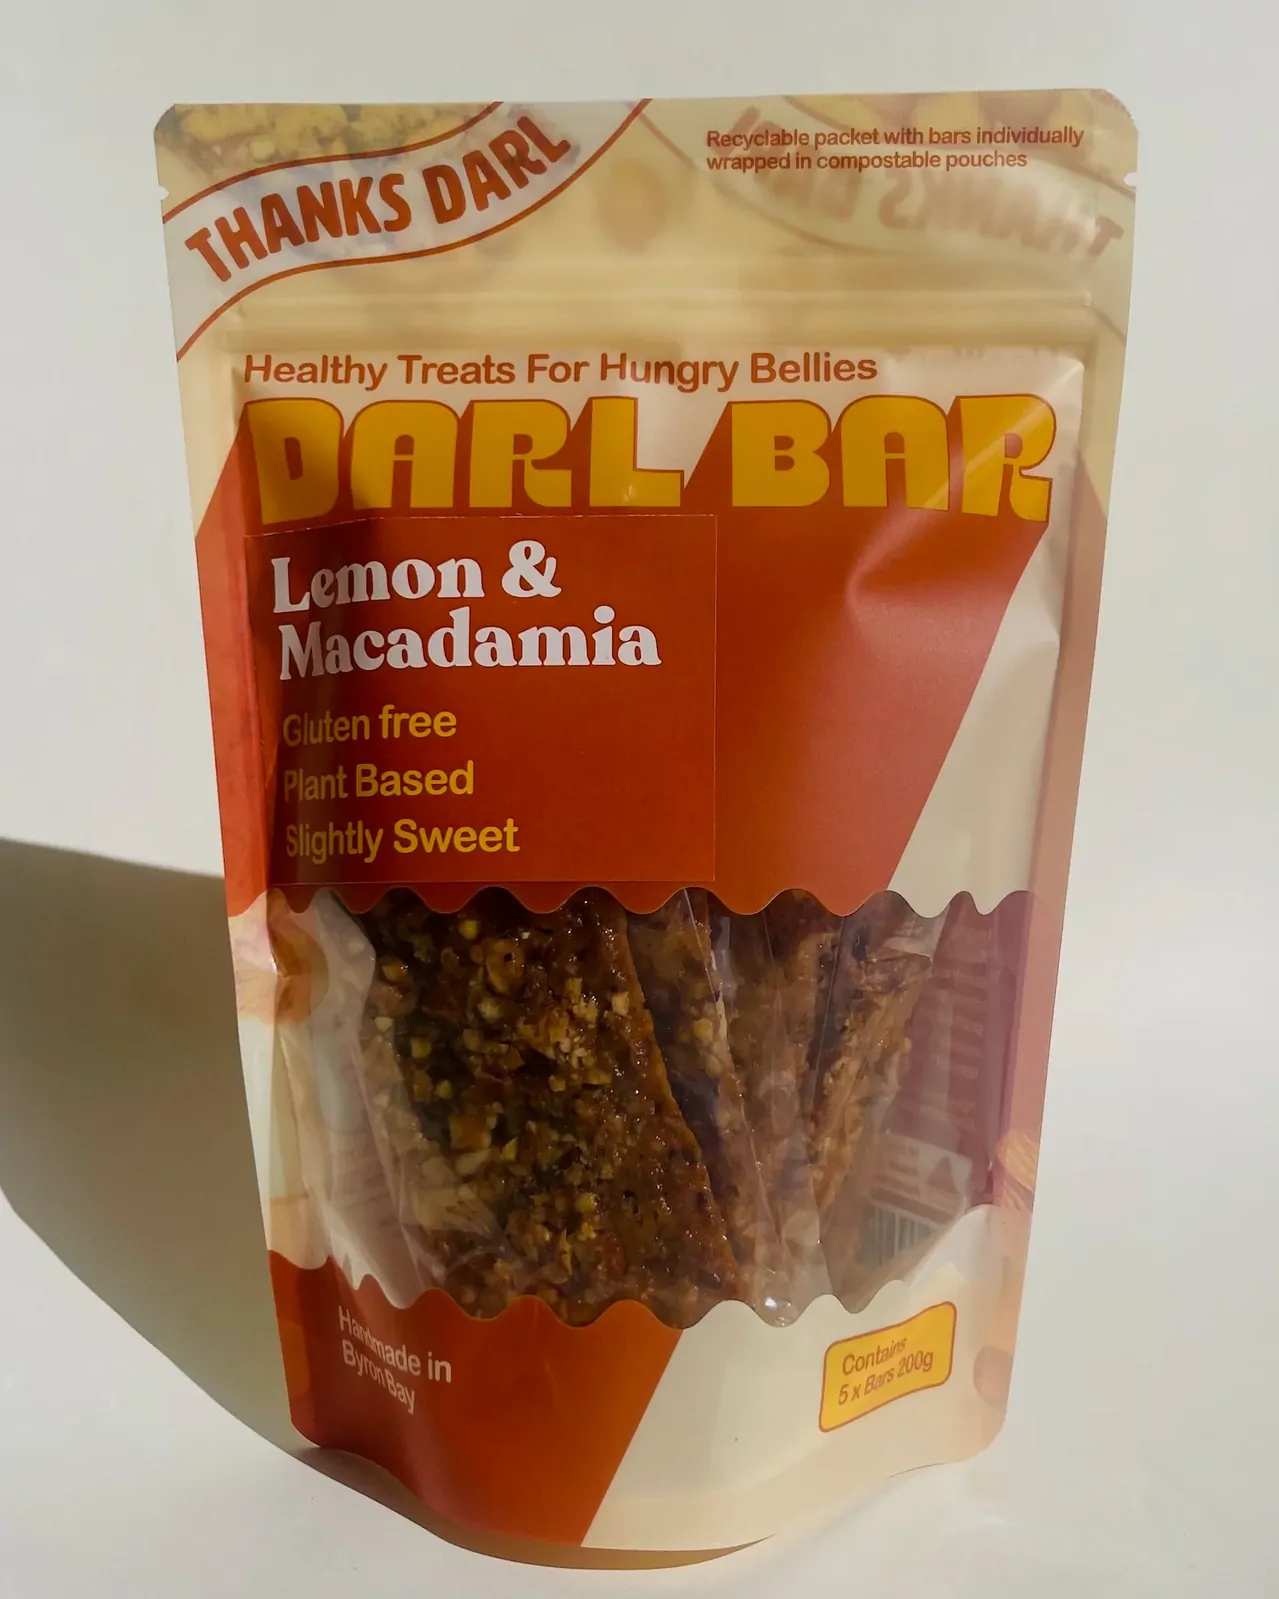 THANKS DARL
Recyclable packet with bars individually
wrapped in compostable pouches
Healthy Treats For Hungry Bellies
DARL BAR
Lemon &
Macadamia
Gluten free
Plant Based
Slightly Sweet
Handmade in
Byron Bay
Contains
5 x Bars 200g